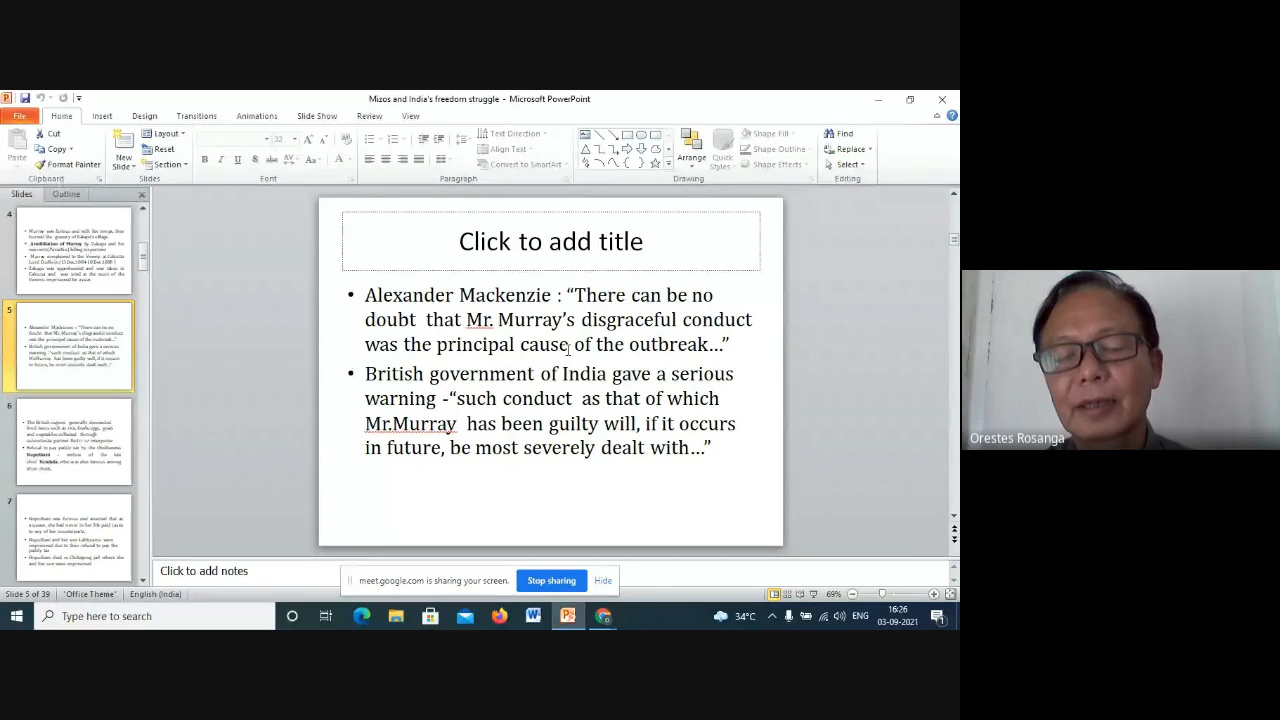 Mizos and India's freedom struggle - Microsoft PowerPoint
File Home Insert Design Transitions Animations Slide Show Review View
Cut
Copy
Format Painter
Paste
Clipboard
New Slide
Layout
Reset
Section
Slides
32
Font
Text Direction
Align Text
Convert to SmartArt
Paragraph
Arrange
Quick Styles
Shape Fill
Shape Outline
Shape Effects
Drawing
Find
Replace
Select
Editing
Slides Outline
4
5
6
7
Click to add title
• Alexander Mackenzie : “There can be no
doubt that Mr. Murray’s disgraceful conduct
was the principal cause of the outbreak...”
• British government of India gave a serious
warning -“such conduct as that of which
Mr.Murray has been guilty will, if it occurs
in future, be most severely dealt with...”
Click to add notes
meet.google.com is sharing your screen. Stop sharing Hide
Slide 5 of 39 "Office Theme" English (India) 69%
Type here to search
34°C ENG 16:26
03-09-2021
Orestes Rosanga